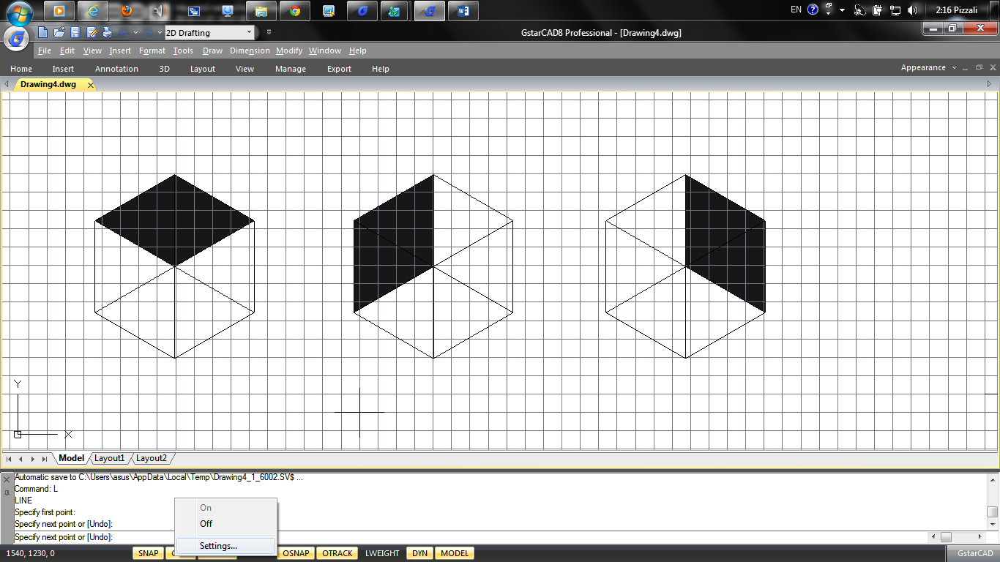 EN 2:16 Pizzali
2D Drafting GstarCAD8 Professional - [Drawing4.dwg]
File Edit View Insert Format Tools Draw Dimension Modify Window Help
Home Insert Annotation 3D Layout View Manage Export Help Appearance
Drawing4.dwg
Y
X
Model Layout1 Layout2
Automatic save to C:\Users\asus\AppData\Local\Temp\Drawing4_1_6002.SV$ ...
Command: L
LINE
Specify first point:
Specify next point or [Undo]:
Specify next point or [Undo]:
On
Off
Settings...
1540, 1230, 0 SNAP OSNAP OTRACK LWEIGHT DYN MODEL GstarCAD